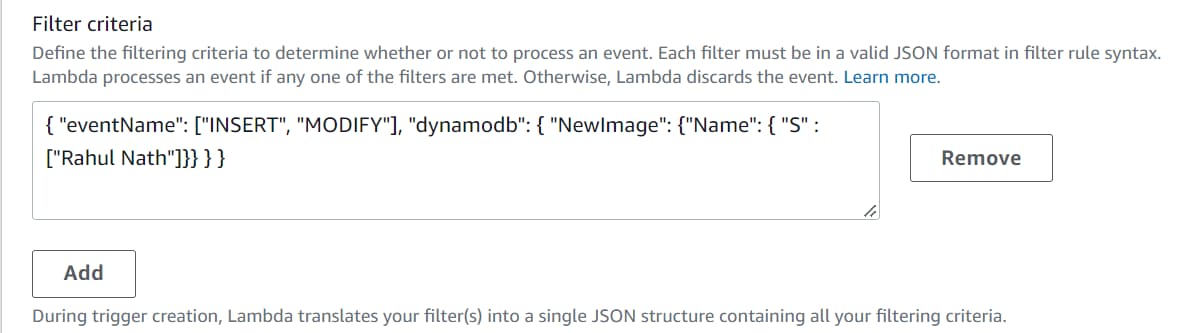 Filter criteria
Define the filtering criteria to determine whether or not to process an event. Each filter must be in a valid JSON format in filter rule syntax.
Lambda processes an event if any one of the filters are met. Otherwise, Lambda discards the event. Learn more.
{ "eventName": ["INSERT", "MODIFY"], "dynamodb": { "NewImage": {"Name": { "S" :
["Rahul Nath"]}} } }
Remove
Add
During trigger creation, Lambda translates your filter(s) into a single JSON structure containing all your filtering criteria.